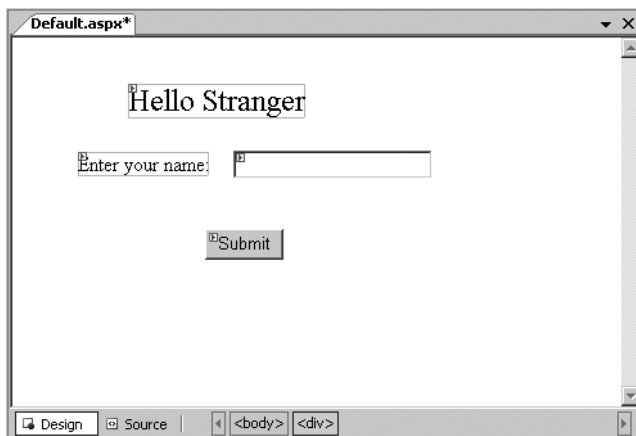 Default.aspx*
Hello Stranger
Enter your name:
Submit
Design Source <body> <div>